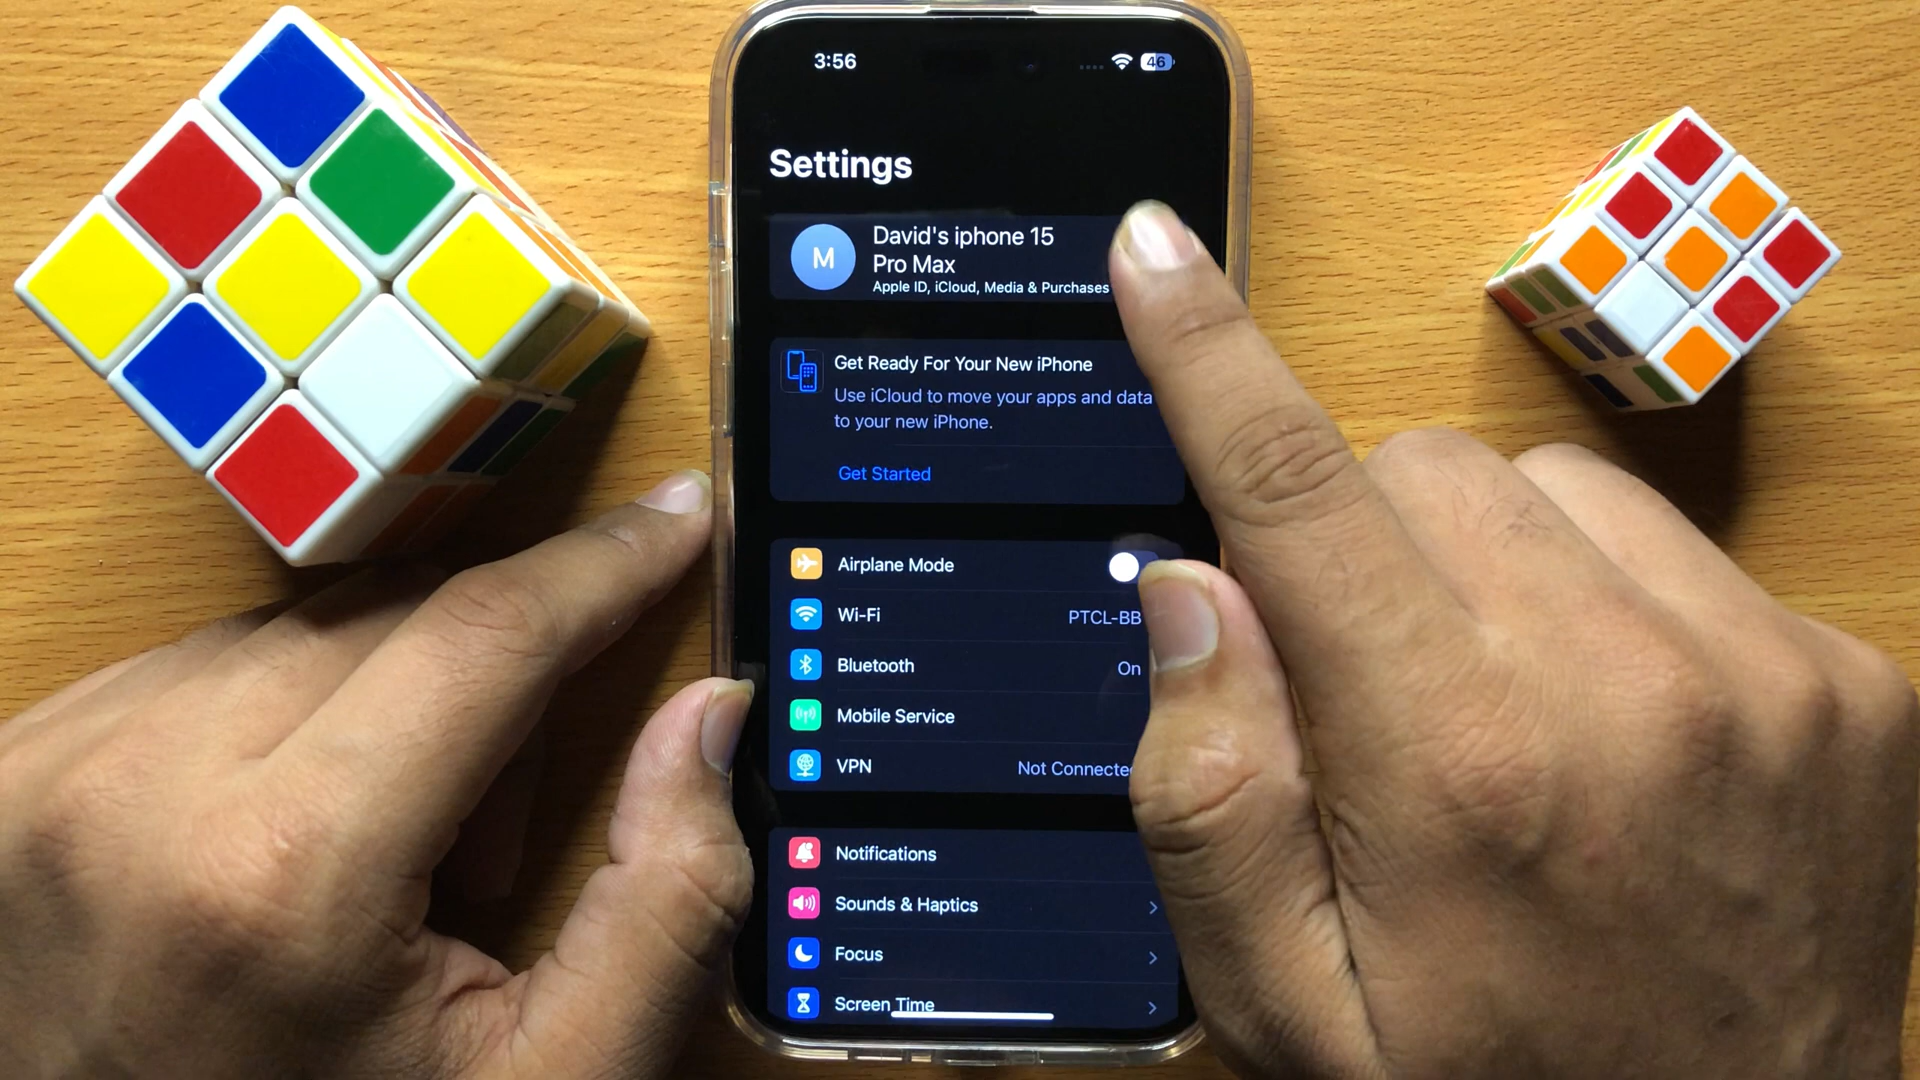 3:56
46
Settings
M
David's iphone 15
Pro Max
Apple ID, iCloud, Media & Purchases
Get Ready For Your New iPhone
Use iCloud to move your apps and data
to your new iPhone.
Get Started
Airplane Mode
Wi-Fi PTCL-BB
Bluetooth On
Mobile Service
VPN Not Connected
Notifications
Sounds & Haptics
Focus
Screen Time